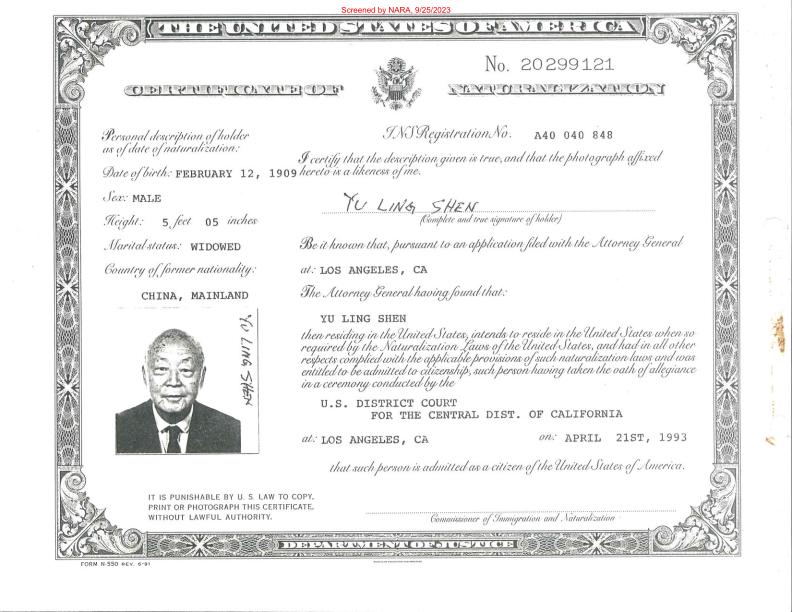 Screened by NARA, 9/25/2023
THE UNITED STATES OF AMERICA
No. 20299121
CERTIFICATE OF NATURALIZATION
Personal description of holder
as of date of naturalization:
Date of birth: FEBRUARY 12, 1909
Sex: MALE
Height: 5 feet 05 inches
Marital status: WIDOWED
Country of former nationality:
CHINA, MAINLAND
YU LING SHEN
INS Registration No. A40 040 848
I certify that the description given is true, and that the photograph affixed
hereto is a likeness of me.
YU LING SHEN
(Complete and true signature of holder)
Be it known that, pursuant to an application filed with the Attorney General
at: LOS ANGELES, CA
The Attorney General having found that:
YU LING SHEN
then residing in the United States, intends to reside in the United States when so
required by the Naturalization Laws of the United States, and had in all other
respects complied with the applicable provisions of such naturalization laws and was
entitled to be admitted to citizenship, such person having taken the oath of allegiance
in a ceremony conducted by the
U.S. DISTRICT COURT
FOR THE CENTRAL DIST. OF CALIFORNIA
at: LOS ANGELES, CA on: APRIL 21ST, 1993
that such person is admitted as a citizen of the United States of America.
IT IS PUNISHABLE BY U. S. LAW TO COPY,
PRINT OR PHOTOGRAPH THIS CERTIFICATE,
WITHOUT LAWFUL AUTHORITY.
Commissioner of Immigration and Naturalization
DEPARTMENT OF JUSTICE
FORM N-550 REV. 6-91